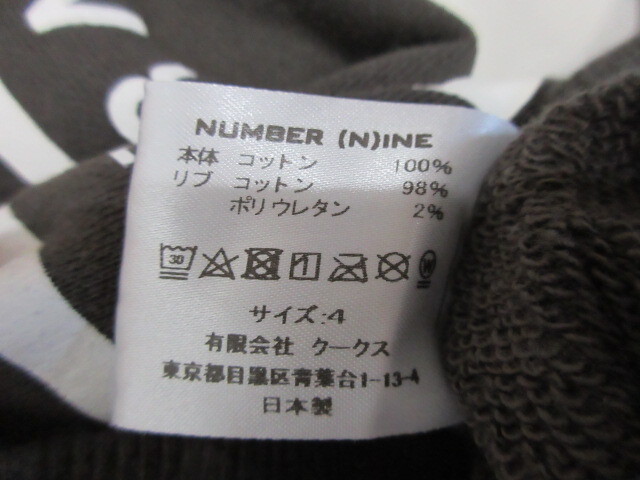 NUMBER (N)INE
本体 コットン 100%
リブ コットン 98%
ポリウレタン 2%
30
サイズ:4
有限会社 クークス
東京都目黒区青葉台1-13-4
日本製